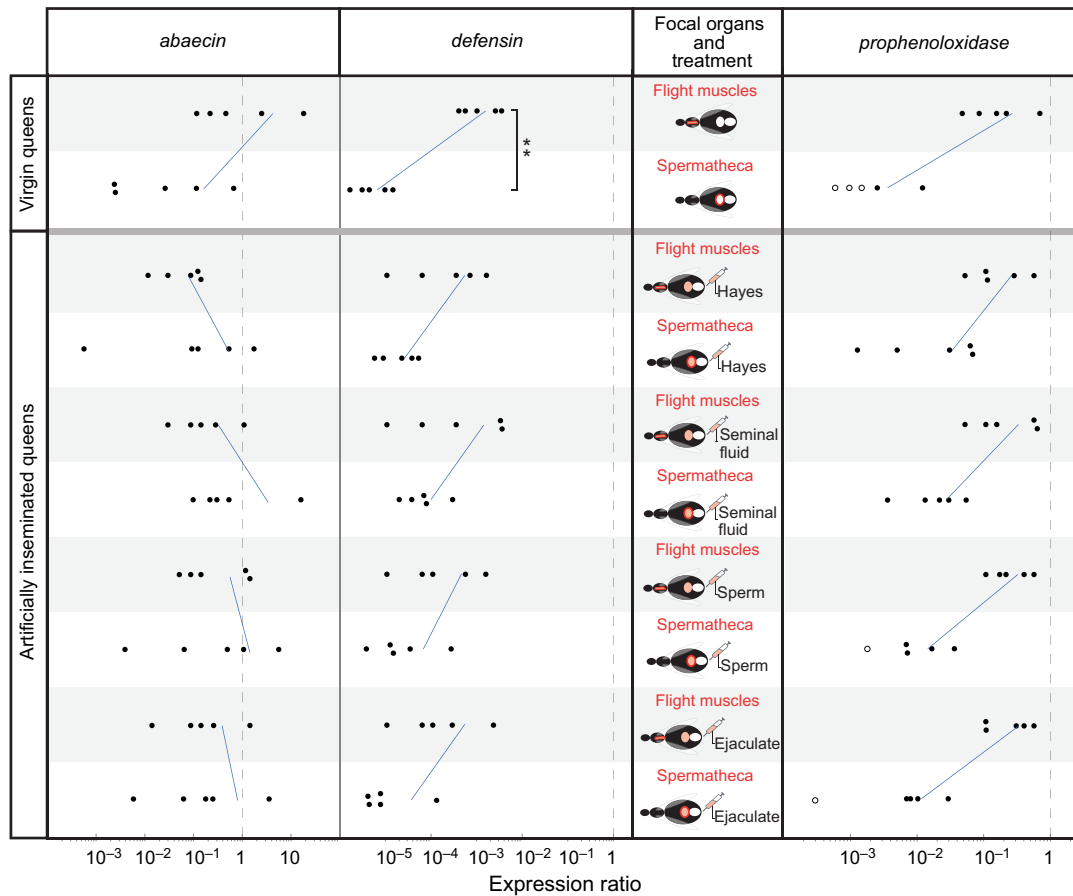 abaecin
defensin
Focal organs
and
treatment
prophenoloxidase
Virgin queens
Flight muscles
**
Spermatheca
Artificially inseminated queens
Flight muscles
Hayes
Spermatheca
Hayes
Flight muscles
Seminal
fluid
Spermatheca
Seminal
fluid
Flight muscles
Sperm
Spermatheca
Sperm
Flight muscles
Ejaculate
Spermatheca
Ejaculate
10⁻³ 10⁻² 10⁻¹ 1 10
10⁻⁵ 10⁻⁴ 10⁻³ 10⁻² 10⁻¹ 1
10⁻³ 10⁻² 10⁻¹ 1
Expression ratio